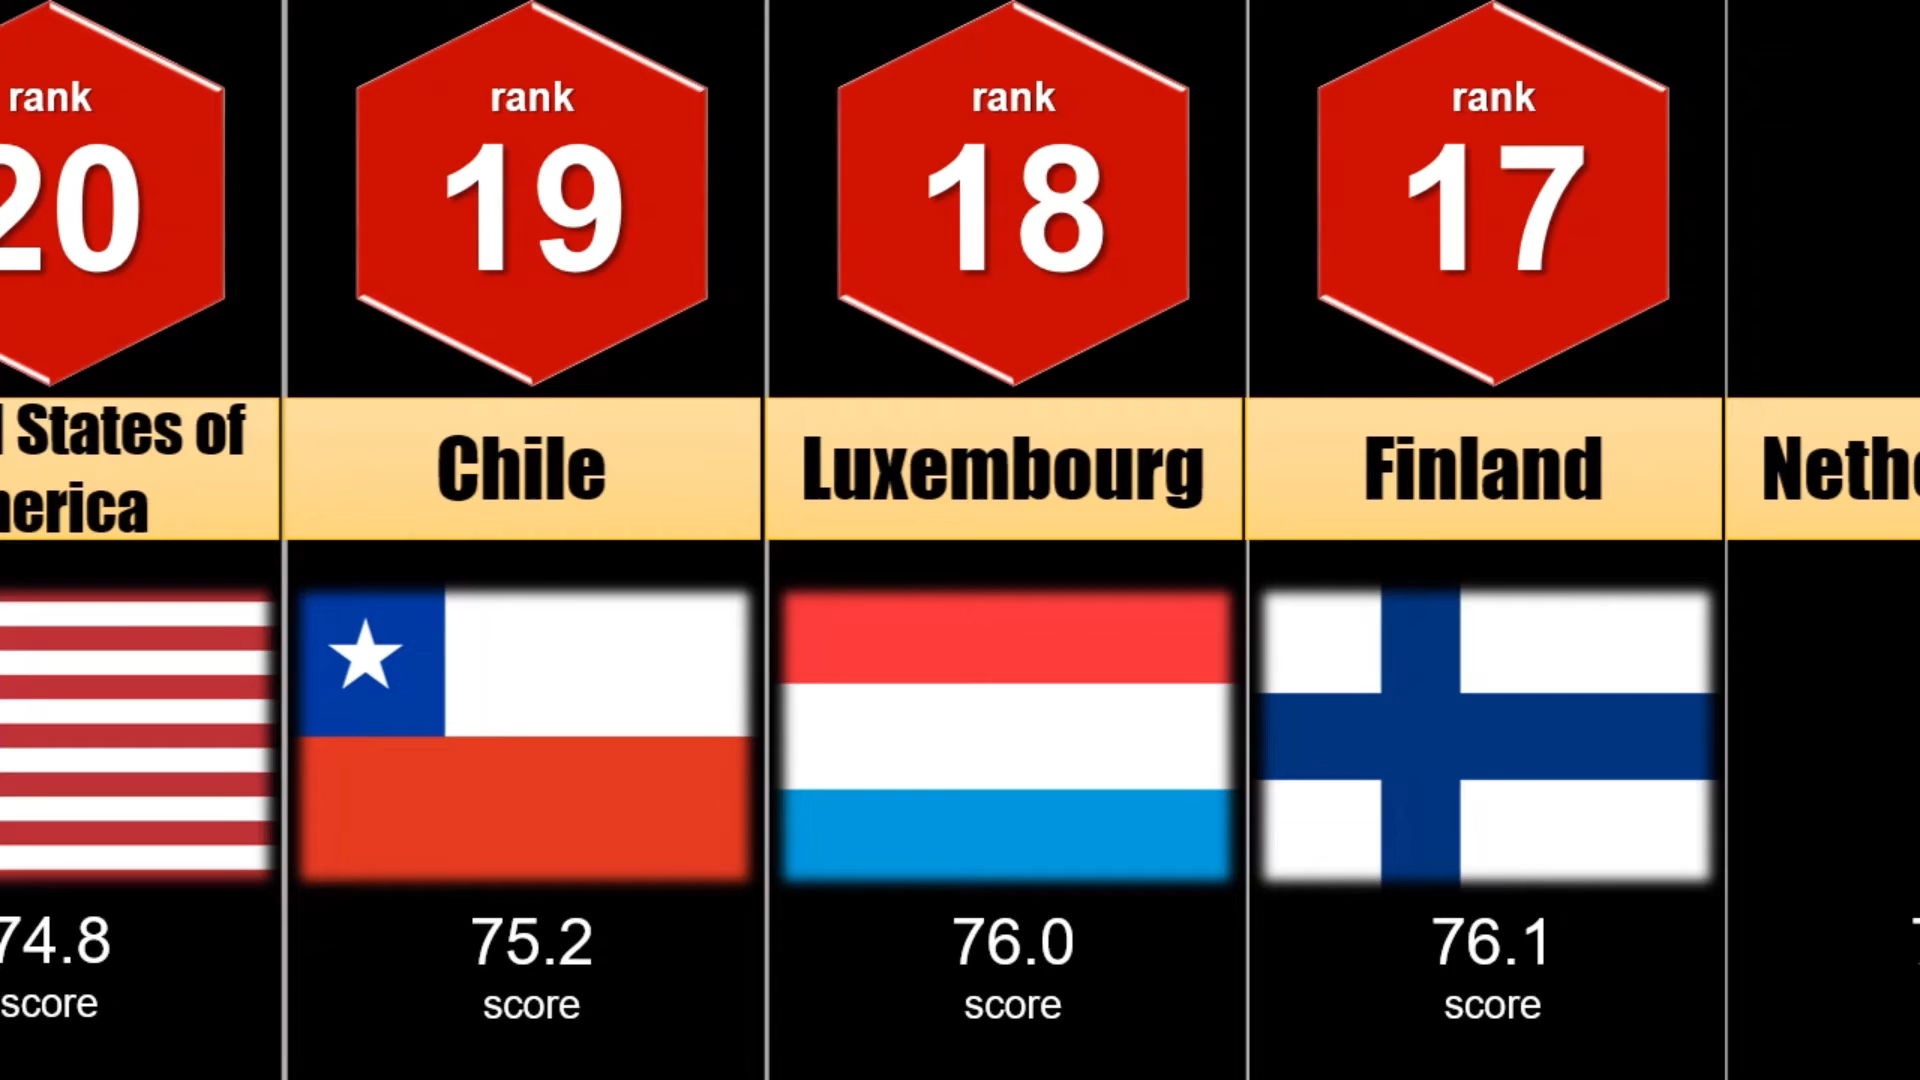 rank
20
States of
rank
19
Chile
75.2
score
rank
18
Luxembourg
76.0
score
rank
17
Finland
76.1
score
74.8
score